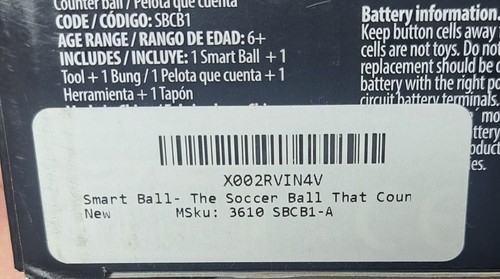 Counter Ball / Pelota que cuenta
CODE / CÓDIGO: SBCB1
AGE RANGE / RANGO DE EDAD: 6+
INCLUDES / INCLUYE: 1 Smart Ball + 1
Tool + 1 Bung / 1 Pelota que cuenta + 1
Herramienta + 1 Tapón
Battery information.
Keep button cells away
cells are not toys. Do not
replacement should be
battery with the right
circuit battery terminals.
X002RVIN4V
Smart Ball- The Soccer Ball That Coun
New MSku: 3610 SBCB1-A